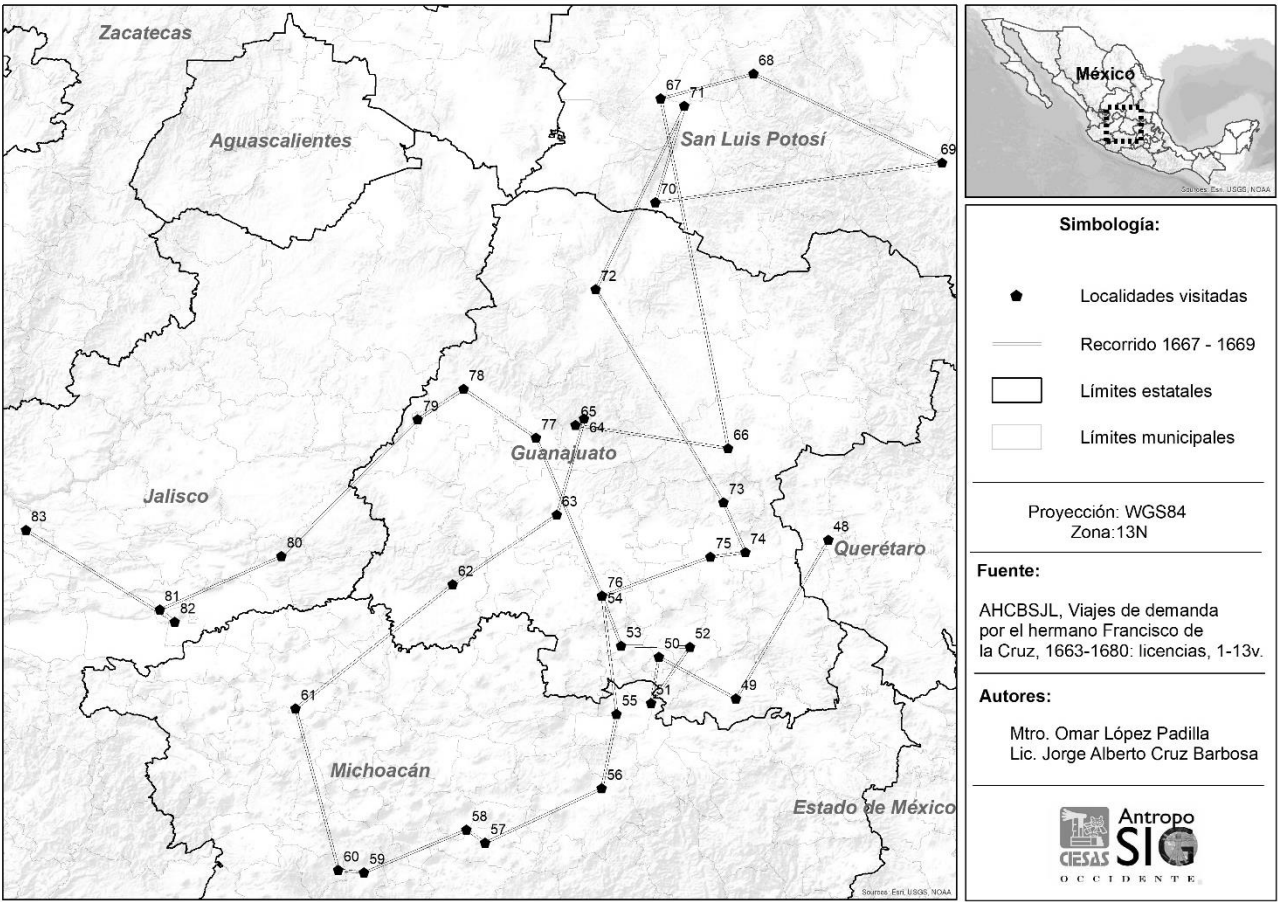 Zacatecas
68
67
71
Aguascalientes
San Luis Potosí
69
70
72
78
79
65
64
77
66
Guanajuato
Jalisco
73
63
83
48
Querétaro
80
75
74
62
76
54
81
82
53
50
52
51
49
61
55
Michoacán
56
Estado de México
58
57
60
59
Sources: Esri, USGS, NOAA
México
Sources: Esri, USGS, NOAA
Simbología:
Localidades visitadas
Recorrido 1667 - 1669
Límites estatales
Límites municipales
Proyección: WGS84
Zona:13N
Fuente:
AHCBSJL, Viajes de demanda
por el hermano Francisco de
la Cruz, 1663-1680: licencias, 1-13v.
Autores:
Mtro. Omar López Padilla
Lic. Jorge Alberto Cruz Barbosa
CIESAS
Antropo
SIG
OCCIDENTE